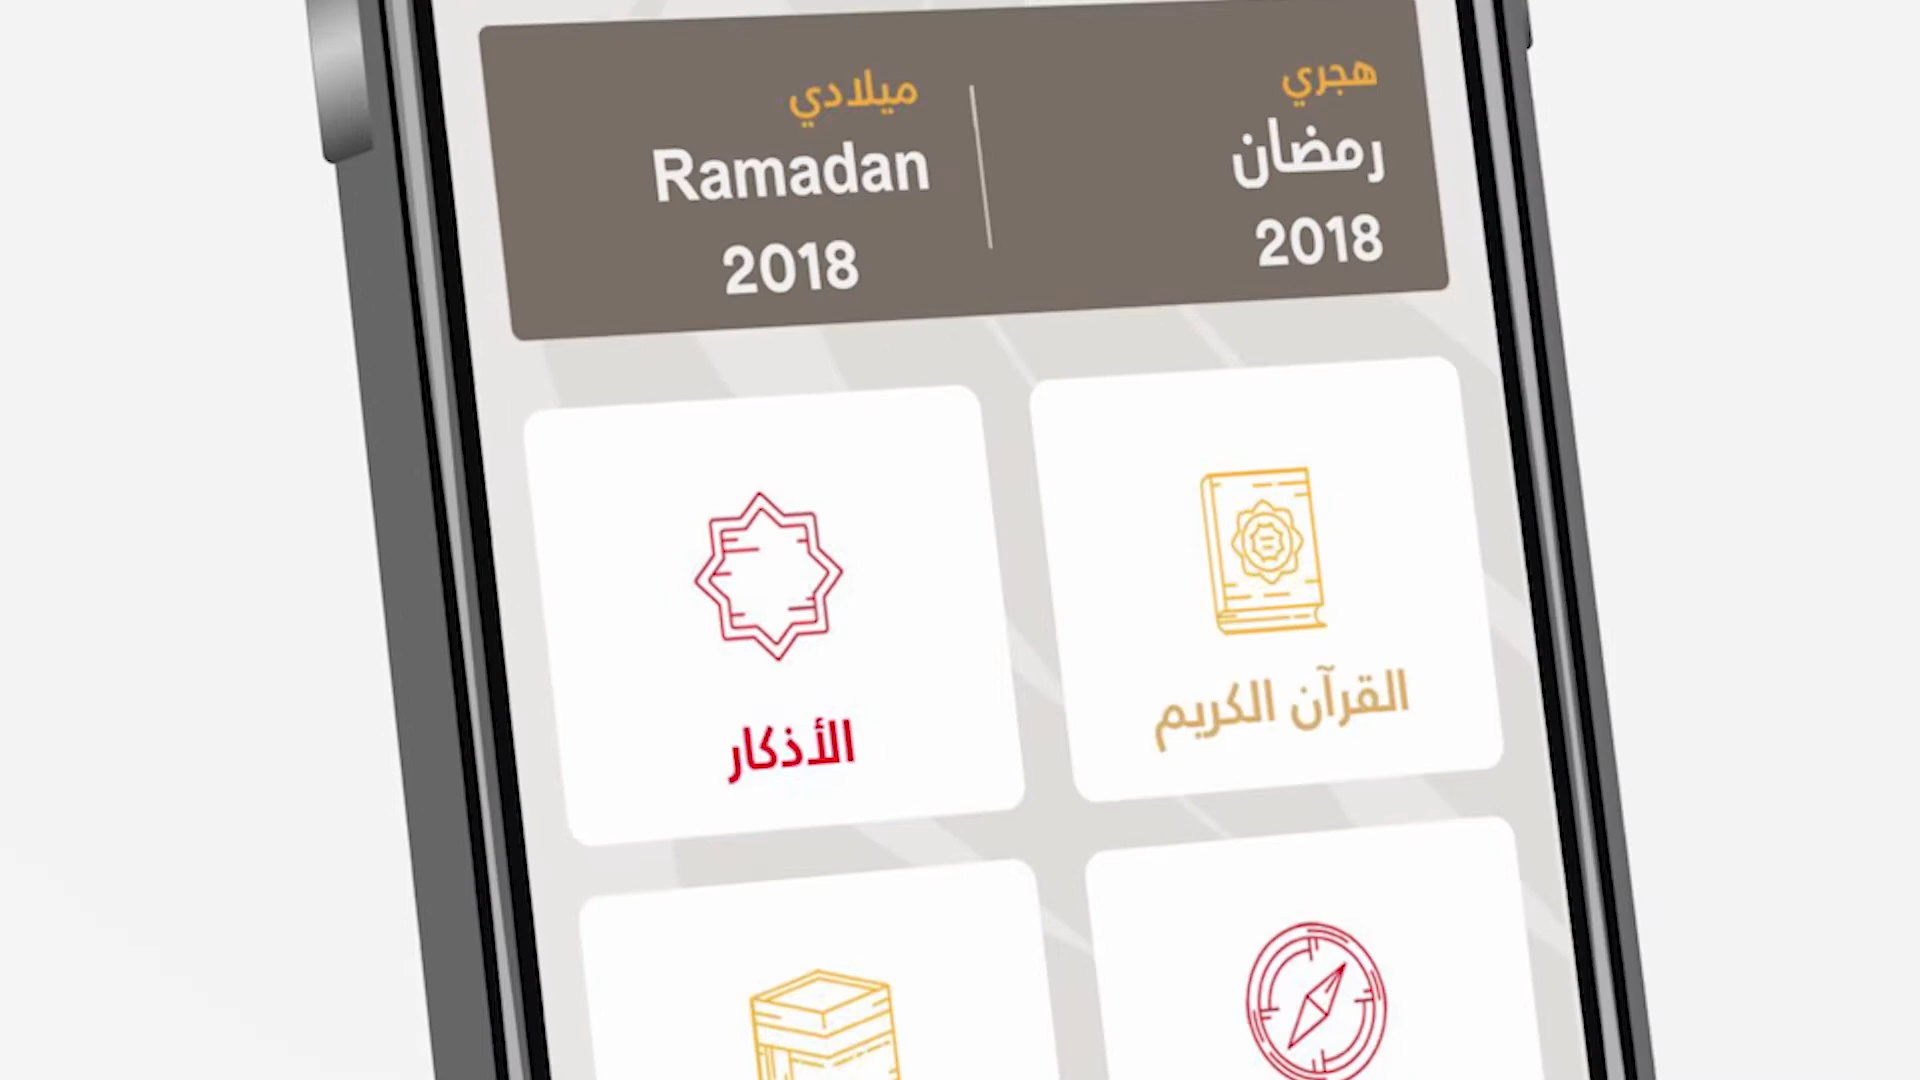 هجري
رمضان
2018
ميلادي
Ramadan
2018
القرآن الكريم
الأذكار